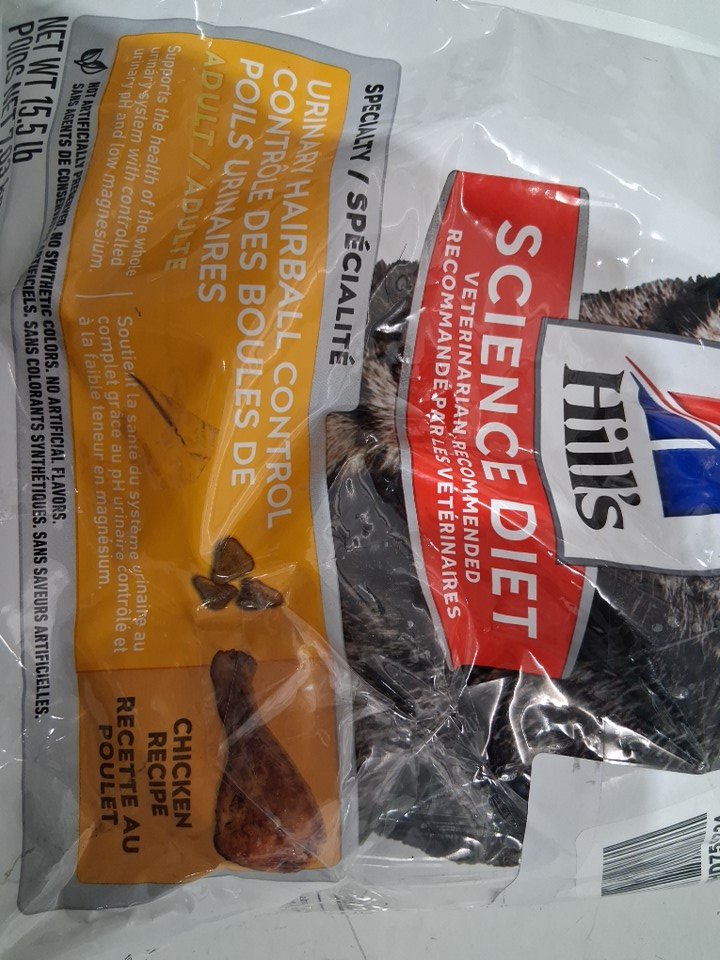 Hill's
SCIENCE DIET
VETERINARIAN RECOMMENDED
RECOMMANDÉ PAR LES VÉTÉRINAIRES
SPECIALTY / SPÉCIALITÉ
URINARY HAIRBALL CONTROL
CONTRÔLE DES BOULES DE
POILS URINAIRES
ADULT / ADULTE
Supports the health of the whole
urinary system with controlled
urinary pH and low magnesium.
Soutient la santé du système urinaire au
complet grâce au pH urinaire contrôlé et
à la faible teneur en magnésium.
CHICKEN
RECIPE
RECETTE AU
POULET
NOT ARTIFICIALLY NO SYNTHETIC COLORS. NO ARTIFICIAL FLAVORS.
SANS AGENTS DE SANS COLORANTS SYNTHÉTIQUES. SANS SAVEURS ARTIFICIELLES.
NET WT 15.5 lb
POIDS NET